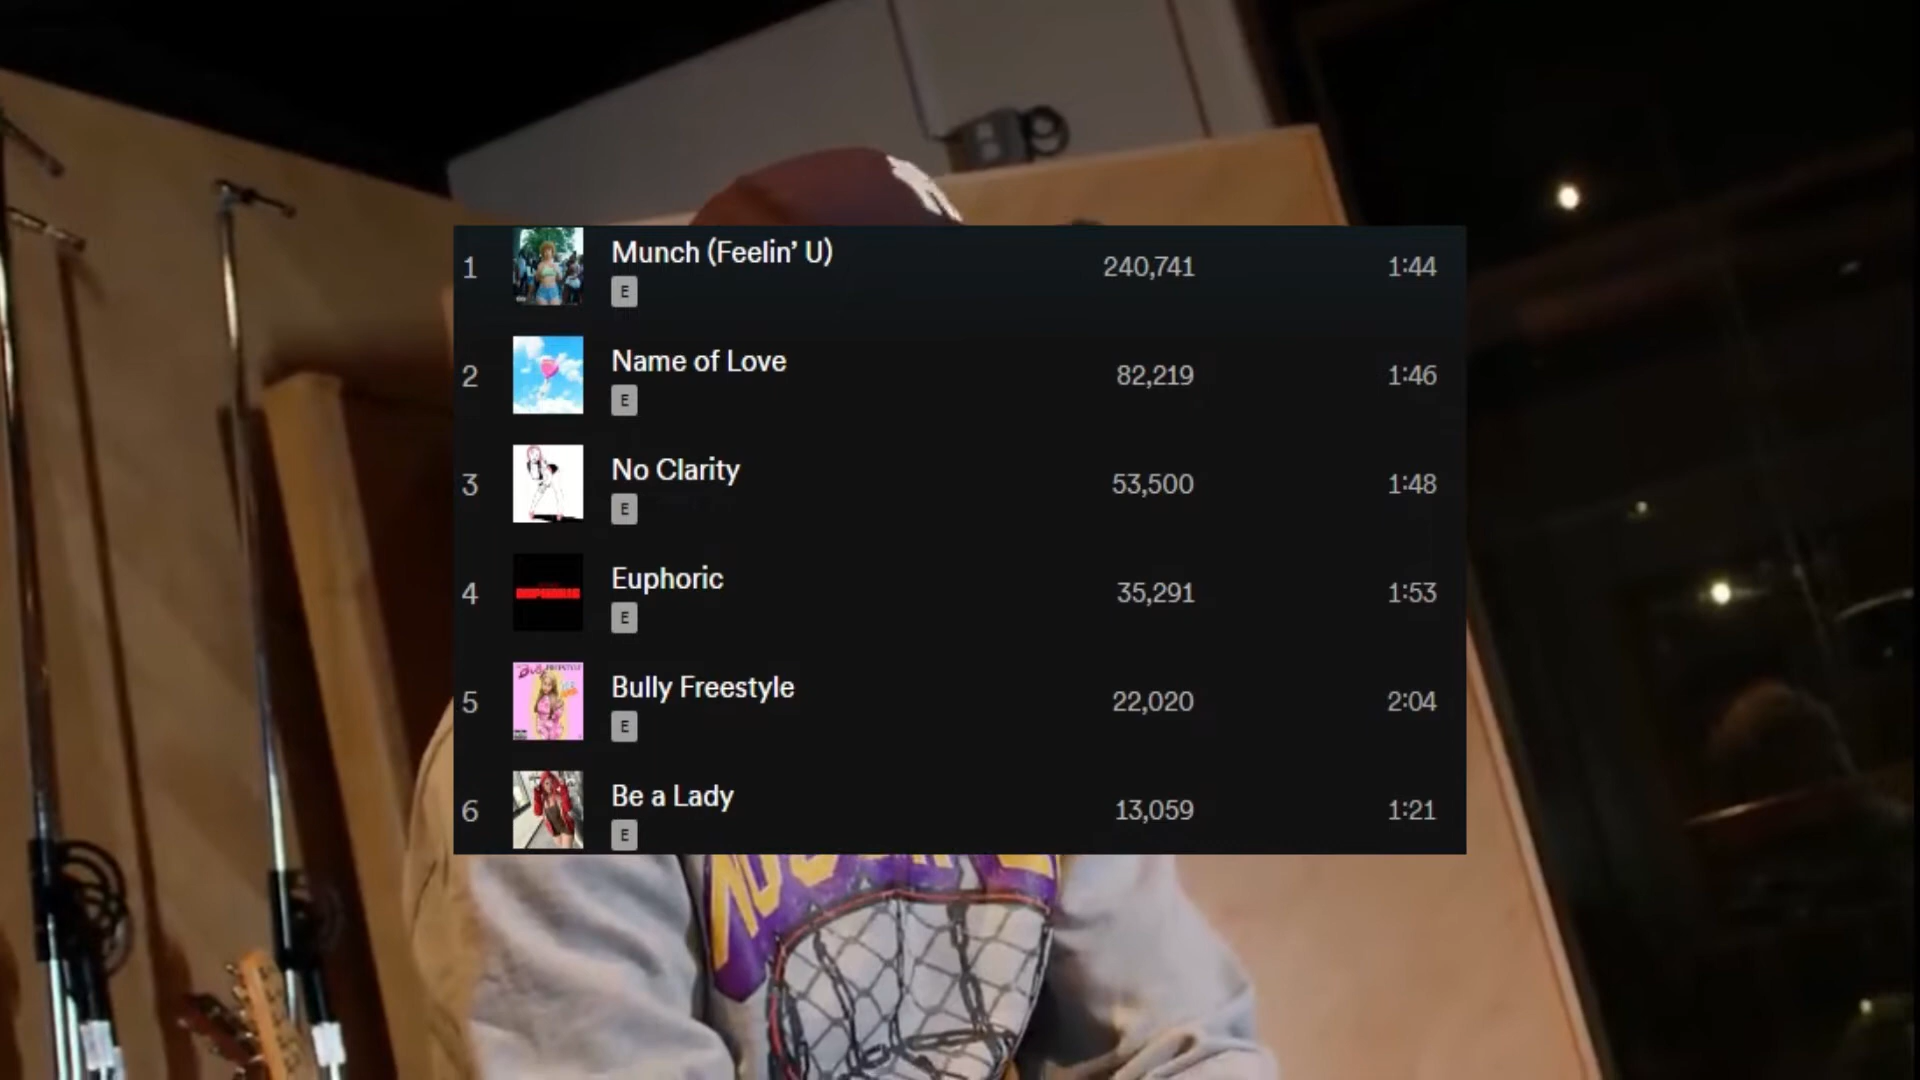 1
Munch (Feelin' U)
240,741
1:44
E
2
Name of Love
82,219
1:46
E
3
No Clarity
53,500
1:48
E
4
Euphoric
35,291
1:53
E
5
Bully Freestyle
22,020
2:04
E
6
Be a Lady
13,059
1:21
E